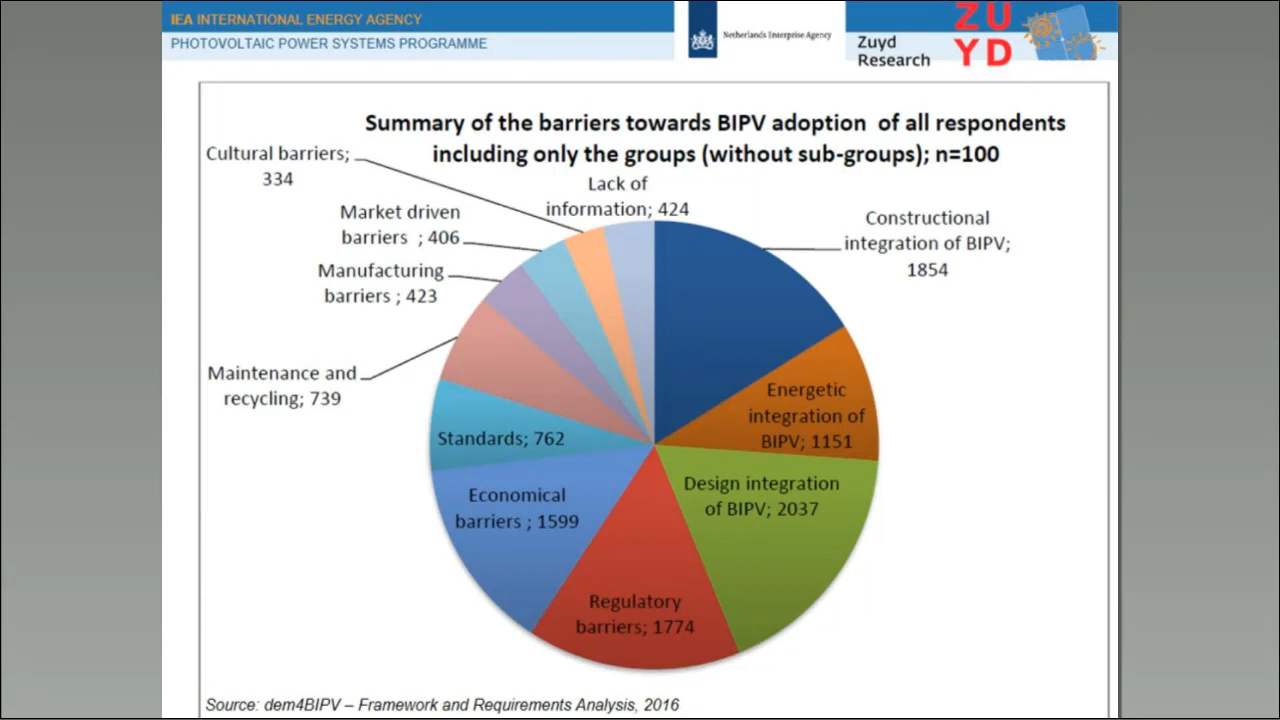 IEA INTERNATIONAL ENERGY AGENCY
PHOTOVOLTAIC POWER SYSTEMS PROGRAMME
Netherlands Enterprise Agency
Zuyd
Research
ZU
YD
Summary of the barriers towards BIPV adoption of all respondents
including only the groups (without sub-groups); n=100
Cultural barriers;
334
Lack of
information; 424
Market driven
barriers ; 406
Constructional
integration of BIPV;
1854
Manufacturing
barriers ; 423
Maintenance and
recycling; 739
Energetic
integration of
BIPV; 1151
Standards; 762
Design integration
of BIPV; 2037
Economical
barriers ; 1599
Regulatory
barriers; 1774
Source: dem4BIPV – Framework and Requirements Analysis, 2016